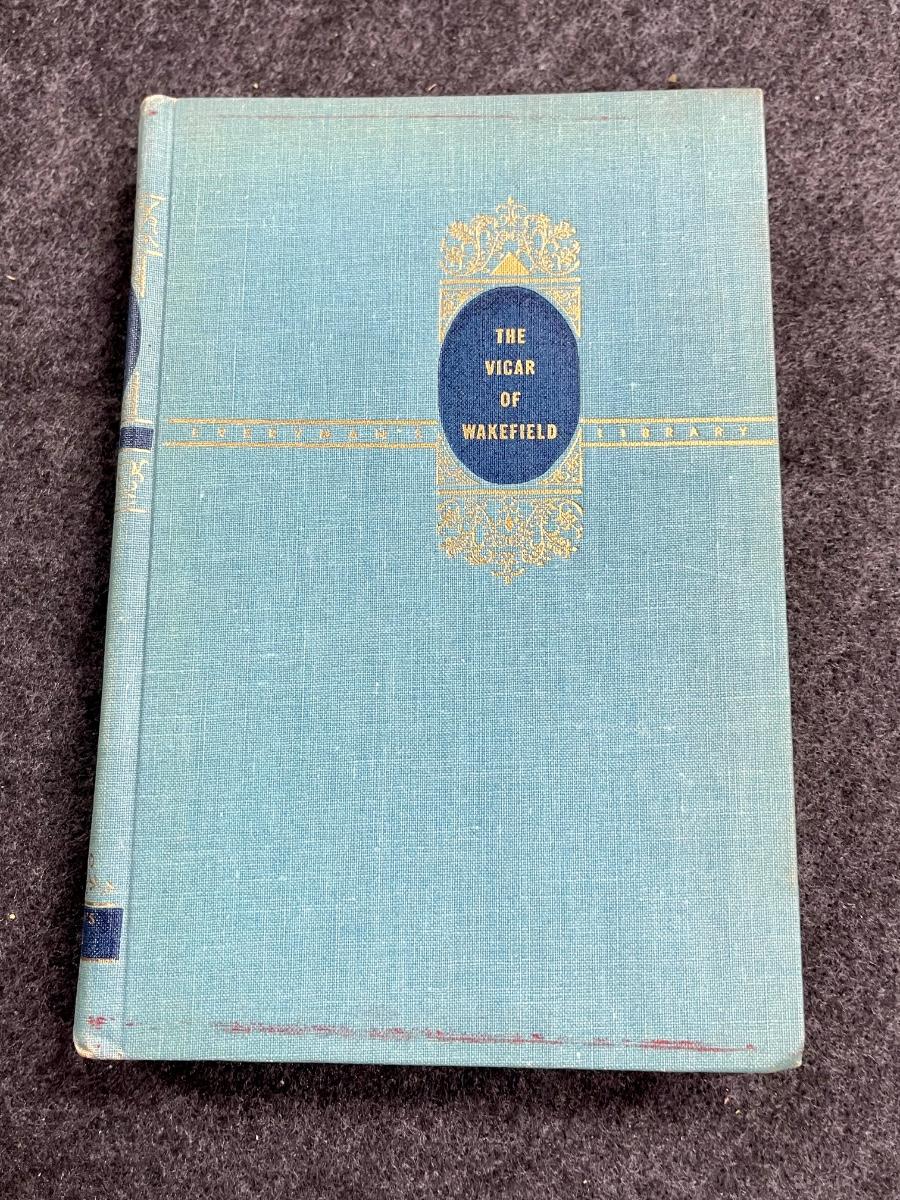 THE
VICAR
OF
WAKEFIELD
EVERYMAN'S LIBRARY